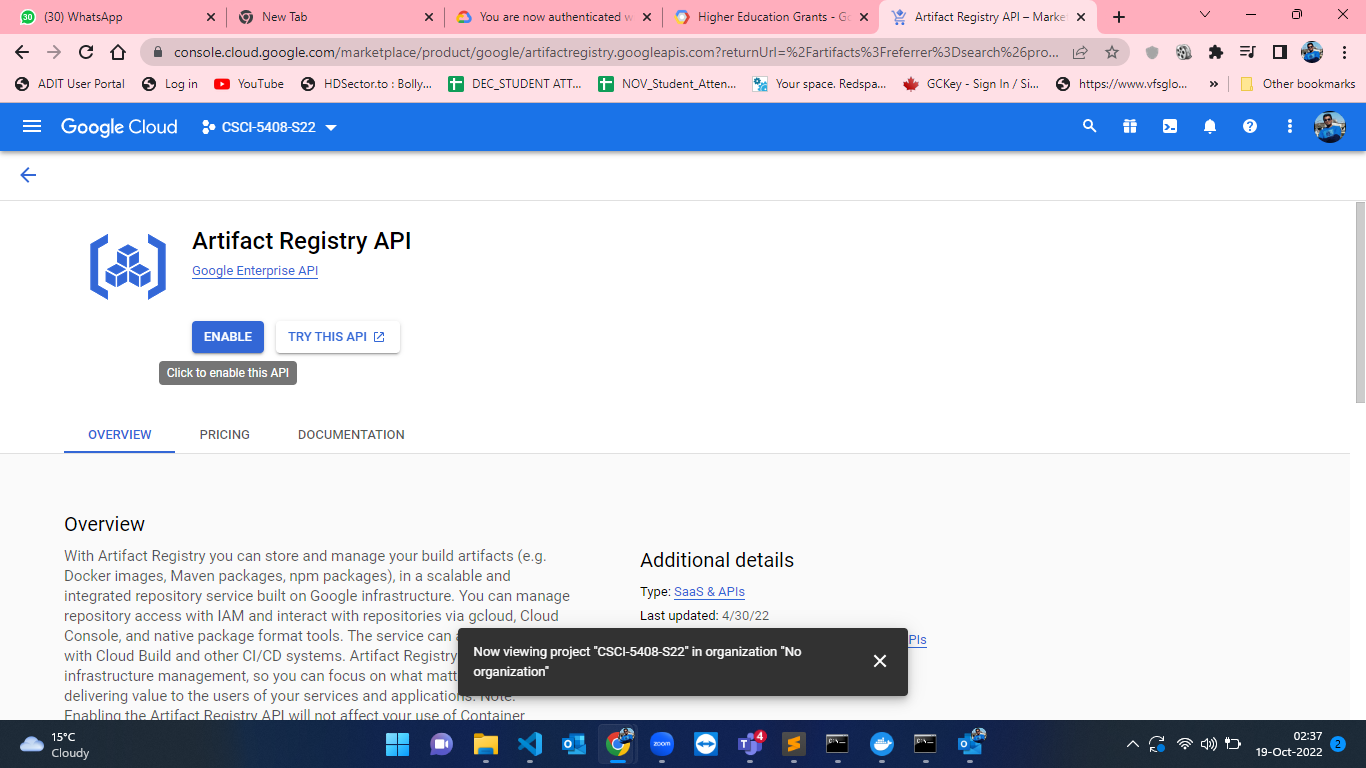 (30) WhatsApp
New Tab
You are now authenticated w
Higher Education Grants - Go
Artifact Registry API – Market
console.cloud.google.com/marketplace/product/google/artifactregistry.googleapis.com?returnUrl=%2Fartifacts%3Freferrer%3Dsearch%26pro...
ADIT User Portal
Log in
YouTube
HDSector.to : Bolly...
DEC_STUDENT ATT...
NOV_Student_Atten...
Your space. Redspa...
GCKey - Sign In / Si...
https://www.vfsglo...
»
Other bookmarks
Google Cloud
CSCI-5408-S22
Artifact Registry API
Google Enterprise API
ENABLE
TRY THIS API
Click to enable this API
OVERVIEW
PRICING
DOCUMENTATION
Overview
With Artifact Registry you can store and manage your build artifacts (e.g.
Docker images, Maven packages, npm packages), in a scalable and
integrated repository service built on Google infrastructure. You can manage
repository access with IAM and interact with repositories via gcloud, Cloud
Console, and native package format tools. The service can a
with Cloud Build and other CI/CD systems. Artifact Registry
infrastructure management, so you can focus on what matt
delivering value to the users of your services and applications. Note:
Enabling the Artifact Registry API will not affect your use of Container
Additional details
Type: SaaS & APIs
Last updated: 4/30/22
PIs
Now viewing project "CSCI-5408-S22" in organization "No
organization"
15°C
Cloudy
zoom
4
02:37
19-Oct-2022
2